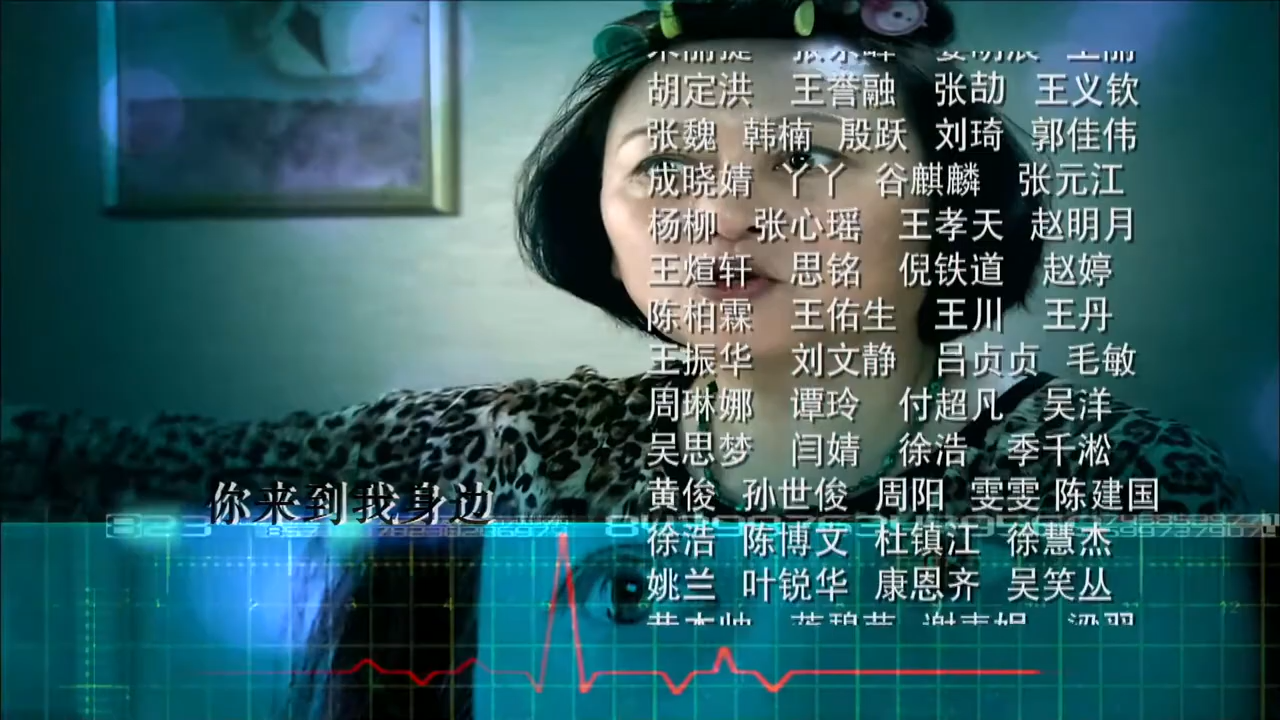 胡定洪 王誉融 张劼 王义钦
张魏 韩楠 殷跃 刘琦 郭佳伟
成晓婧 丫丫 谷麒麟 张元江
杨柳 张心瑶 王孝天 赵明月
王煊轩 思铭 倪铁道 赵婷
陈柏霖 王佑生 王川 王丹
王振华 刘文静 吕贞贞 毛敏
周琳娜 谭玲 付超凡 吴洋
吴思梦 闫婧 徐浩 季千淞
黄俊 孙世俊 周阳 雯雯 陈建国
你来到我身边
徐浩 陈博文 杜镇江 徐慧杰
姚兰 叶锐华 康恩齐 吴笑丛